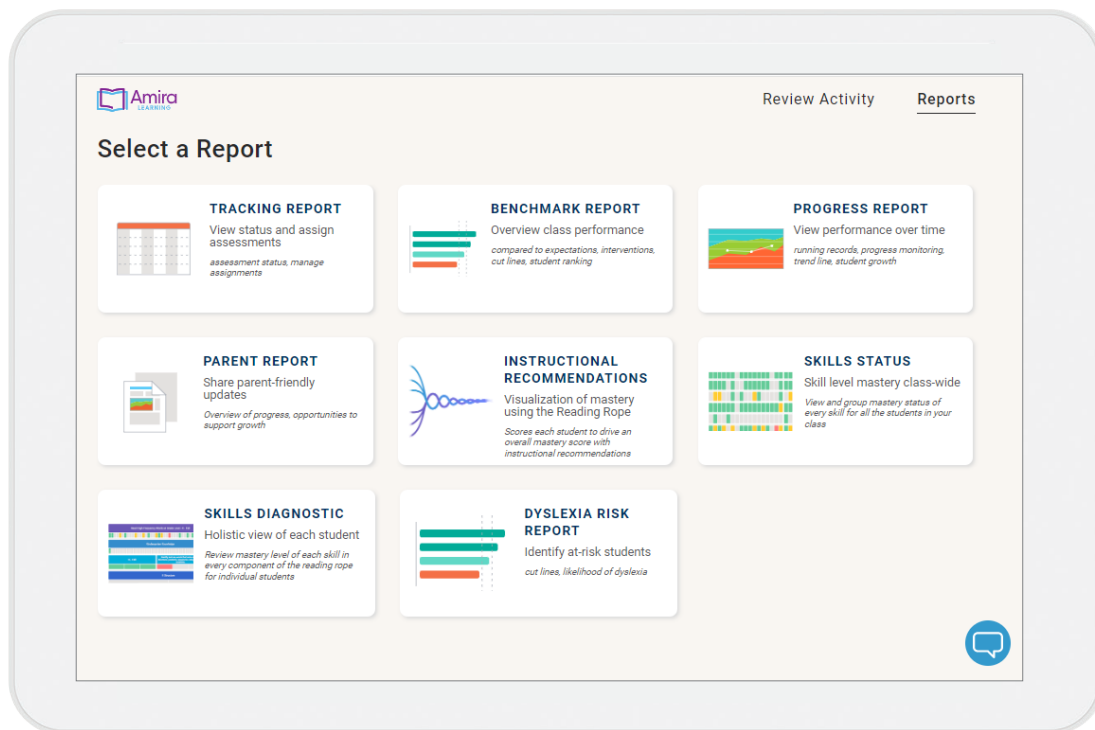 Amira
LEARNING
Review Activity
Reports
Select a Report
TRACKING REPORT
View status and assign
assessments
assessment status, manage
assignments
BENCHMARK REPORT
Overview class performance
compared to expectations, interventions,
cut lines, student ranking
PROGRESS REPORT
View performance over time
running records, progress monitoring,
trend line, student growth
PARENT REPORT
Share parent-friendly
updates
Overview of progress, opportunities to
support growth
INSTRUCTIONAL
RECOMMENDATIONS
Visualization of mastery
using the Reading Rope
Scores each student to drive an
overall mastery score with
instructional recommendations
SKILLS STATUS
Skill level mastery class-wide
View and group mastery status of
every skill for all the students in your
class
SKILLS DIAGNOSTIC
Holistic view of each student
Review mastery level of each skill in
every component of the reading rope
for individual students
DYSLEXIA RISK
REPORT
Identify at-risk students
cut lines, likelihood of dyslexia